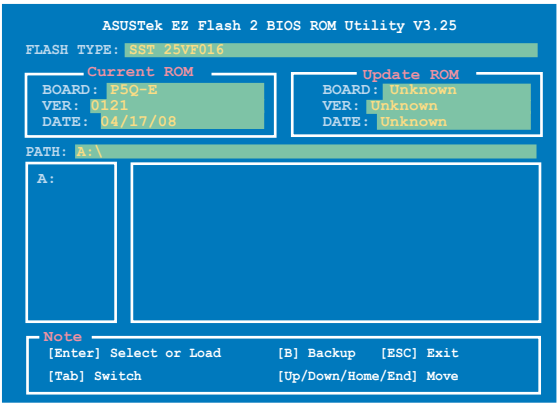 ASUSTek EZ Flash 2 BIOS ROM Utility V3.25
FLASH TYPE: SST 25VF016
Current ROM
BOARD: P5Q-E
VER: 0121
DATE: 04/17/08
Update ROM
BOARD: Unknown
VER: Unknown
DATE: Unknown
PATH: A:\
A:
Note
[Enter] Select or Load [B] Backup [ESC] Exit
[Tab] Switch [Up/Down/Home/End] Move